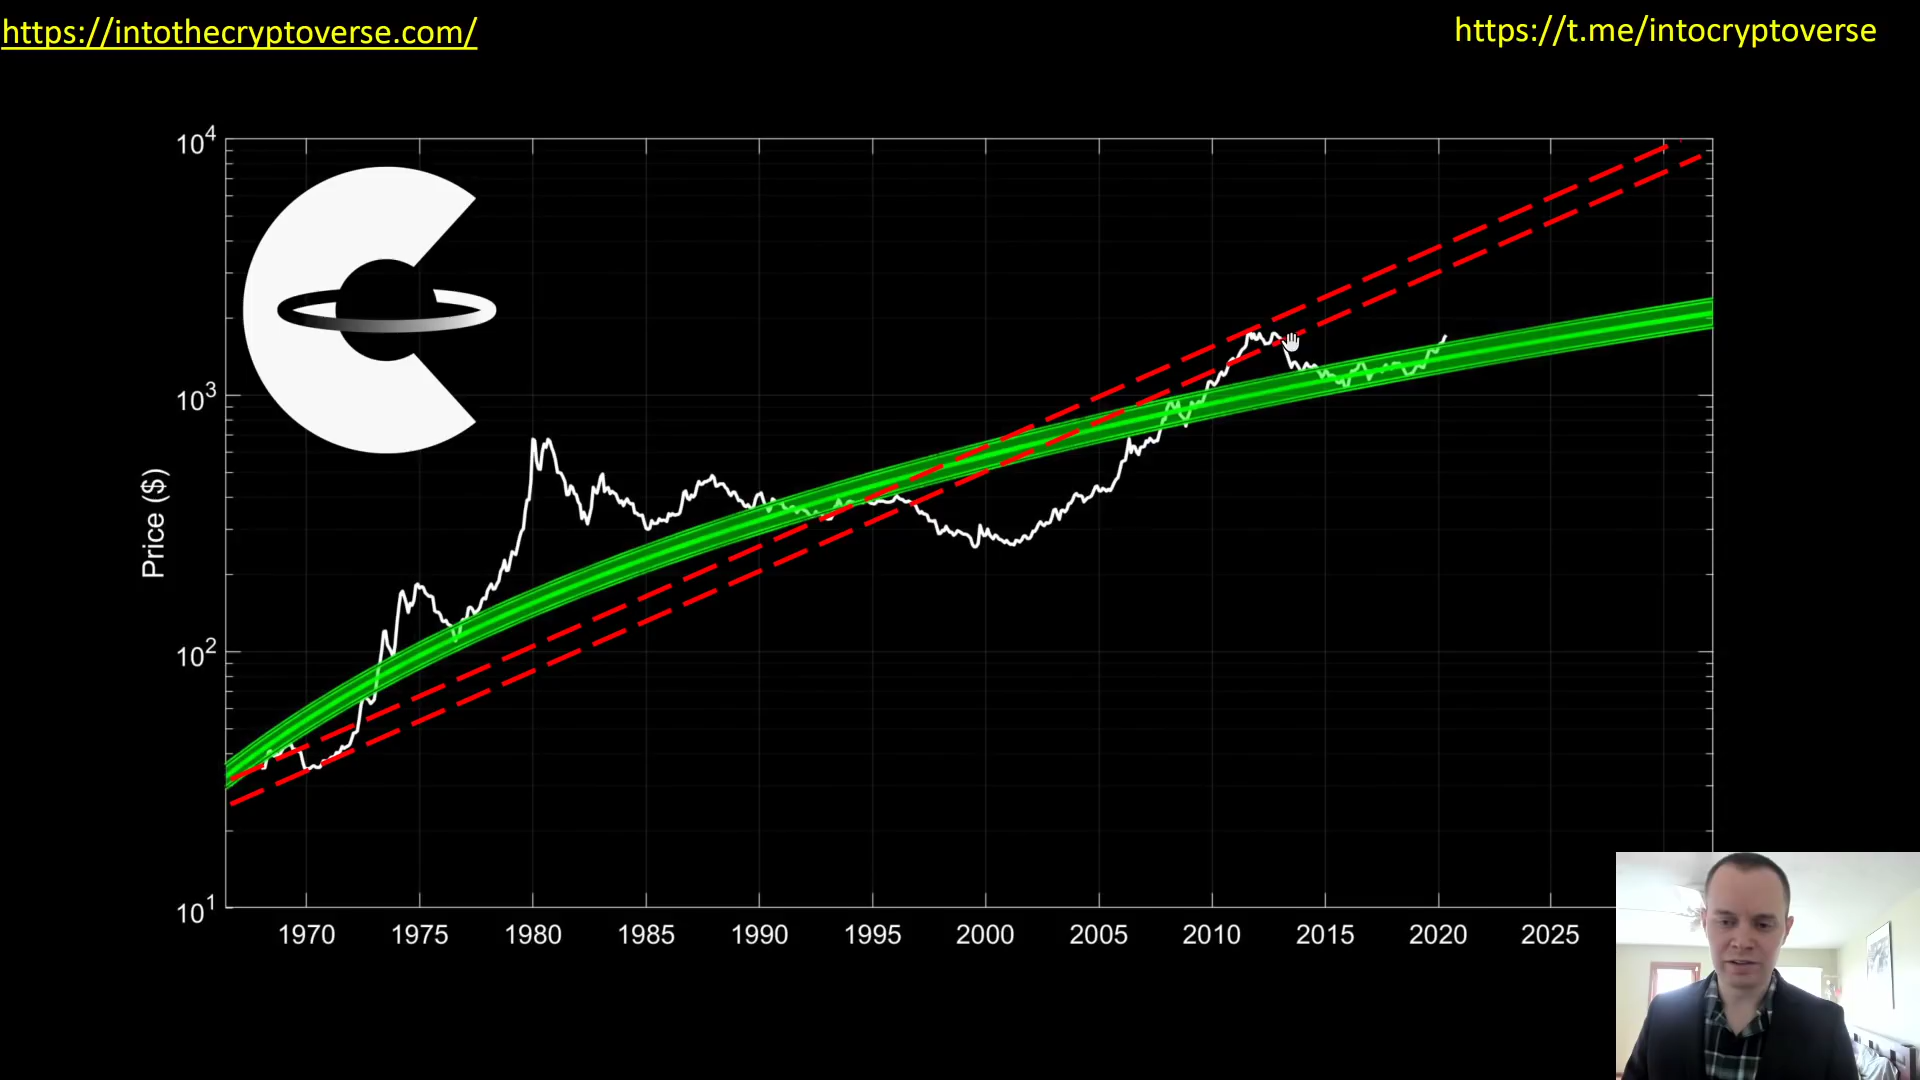 https://intothecryptoverse.com/
https://t.me/intocryptoverse
10^4
10^3
Price ($)
10^2
10^1
1970 1975 1980 1985 1990 1995 2000 2005 2010 2015 2020 2025